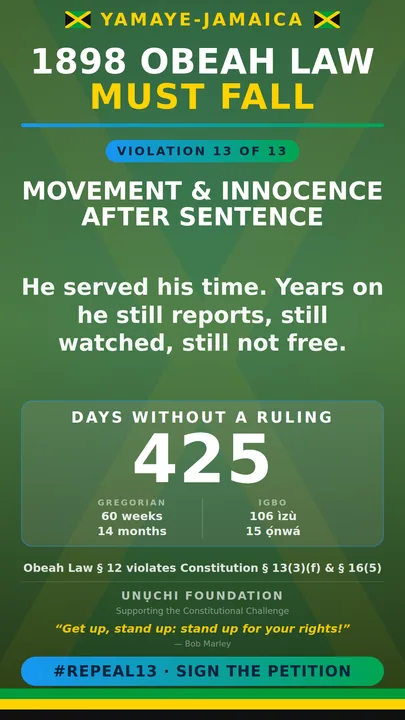 YAMAYE-JAMAICA
1898 OBEAH LAW
MUST FALL
VIOLATION 13 OF 13
MOVEMENT & INNOCENCE
AFTER SENTENCE
He served his time. Years on
he still reports, still
watched, still not free.
DAYS WITHOUT A RULING
425
GREGORIAN
60 weeks
14 months
IGBO
106 ìzù
15 ọ́nwá
Obeah Law § 12 violates Constitution § 13(3)(f) & § 16(5)
UNỤCHI FOUNDATION
Supporting the Constitutional Challenge
“Get up, stand up: stand up for your rights!”
— Bob Marley
#REPEAL13 · SIGN THE PETITION